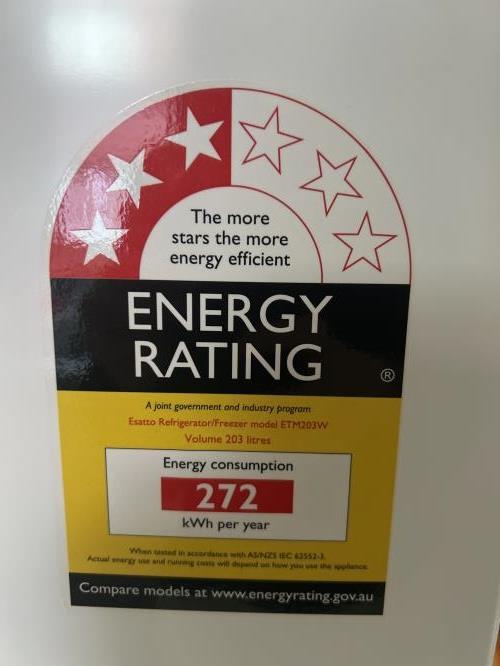 The more
stars the more
energy efficient
ENERGY
RATING
®
A joint government and industry program
Esatto Refrigerator/Freezer model ETM203W
Volume 203 litres
Energy consumption
272
kWh per year
When tested in accordance with AS/NZS IEC 62552-3.
Actual energy use and running costs will depend on how you use the appliance.
Compare models at www.energyrating.gov.au